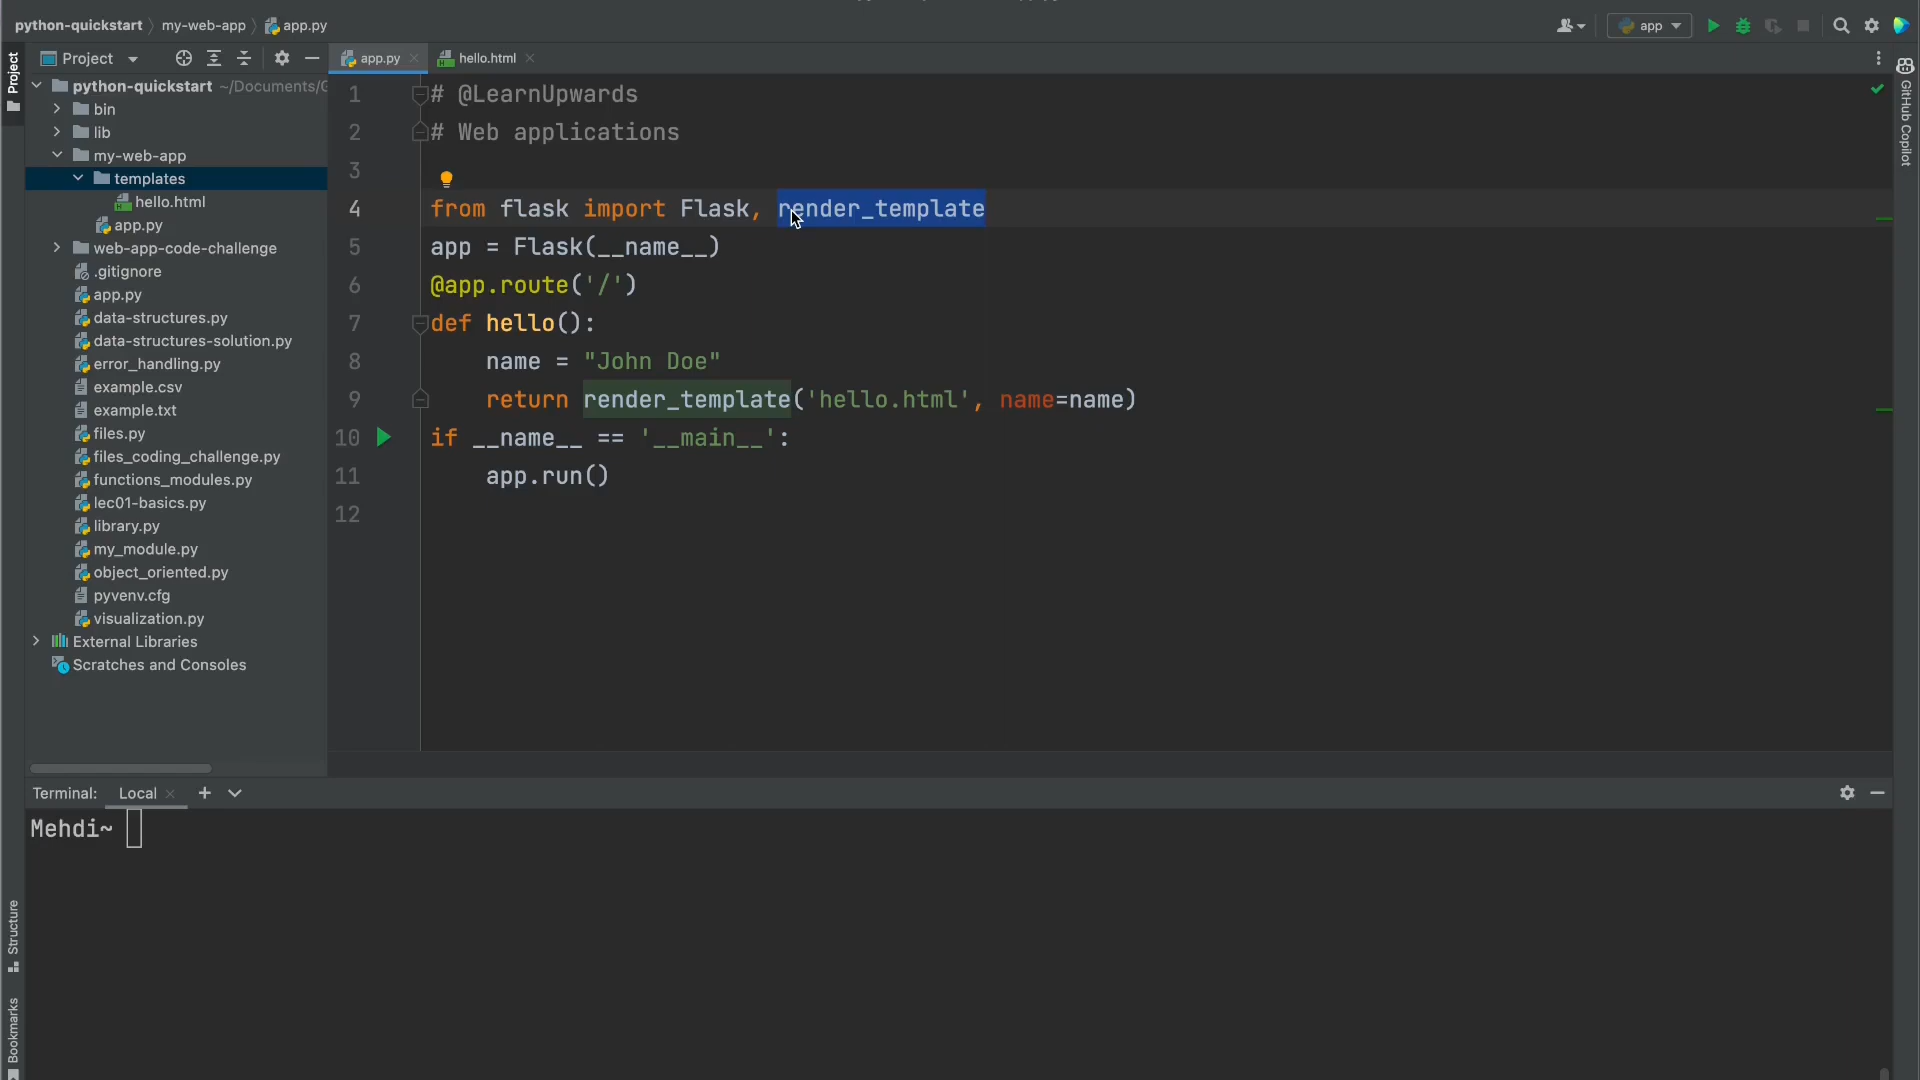 python-quickstart my-web-app app.py
app
Project
Project
app.py
hello.html
GitHub Copilot
python-quickstart ~/Documents/G
bin
lib
my-web-app
templates
hello.html
app.py
web-app-code-challenge
.gitignore
app.py
data-structures.py
data-structures-solution.py
error_handling.py
example.csv
example.txt
files.py
files_coding_challenge.py
functions_modules.py
lec01-basics.py
library.py
my_module.py
object_oriented.py
pyvenv.cfg
visualization.py
External Libraries
Scratches and Consoles
1 # @LearnUpwards
2 # Web applications
3
4 from flask import Flask, render_template
5 app = Flask(__name__)
6 @app.route('/')
7 def hello():
8 name = "John Doe"
9 return render_template('hello.html', name=name)
10 if __name__ == '__main__':
11 app.run()
12
Terminal: Local
Mehdi~
Structure
Bookmarks